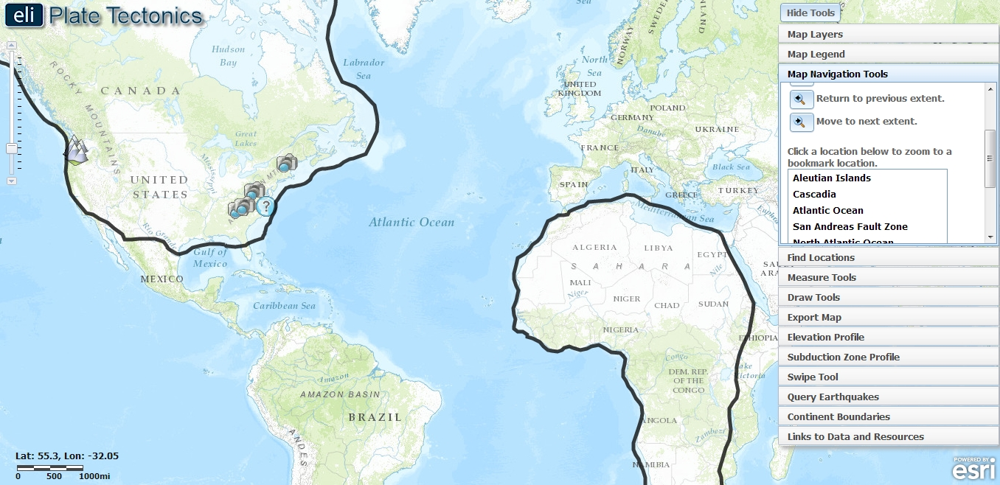 eli Plate Tectonics
Sea
Hudson
Bay
Labrador
Sea
ROCKY MOUNTAINS
CANADA
Great
Lakes
Mississippi
UNITED
STATES
Rio Grande
Gulf of
Mexico
MEXICO
Caribbean Sea
Atlantic Ocean
Amazon
AMAZON BASIN
BRAZIL
ANDES
NORWAY
SWEDEN
North
Sea
UNITED
KINGDOM
POLAND
GERMANY
Danube
UKRAINE
FRANCE
ITALY
Black Sea
SPAIN
GREECE
TURKEY
Mediterranean Sea
ALGERIA
LIBYA
EGYPT
SAHARA
Nile
MALI
Niger
NIGER
CHAD
SUDAN
NIGERIA
ETHIOPIA
Congo
DEM. REP.
OF THE
CONGO
ANGOLA
Zambezi
NAMIBIA
Lat: 55.3, Lon: -32.05
0 500 1000mi
Hide Tools
Map Layers
Map Legend
Map Navigation Tools
Return to previous extent.
Move to next extent.
Click a location below to zoom to a
bookmark location.
Aleutian Islands
Cascadia
Atlantic Ocean
San Andreas Fault Zone
North Atlantic Ocean
Find Locations
Measure Tools
Draw Tools
Export Map
Elevation Profile
Subduction Zone Profile
Swipe Tool
Query Earthquakes
Continent Boundaries
Links to Data and Resources
POWERED BY
esri